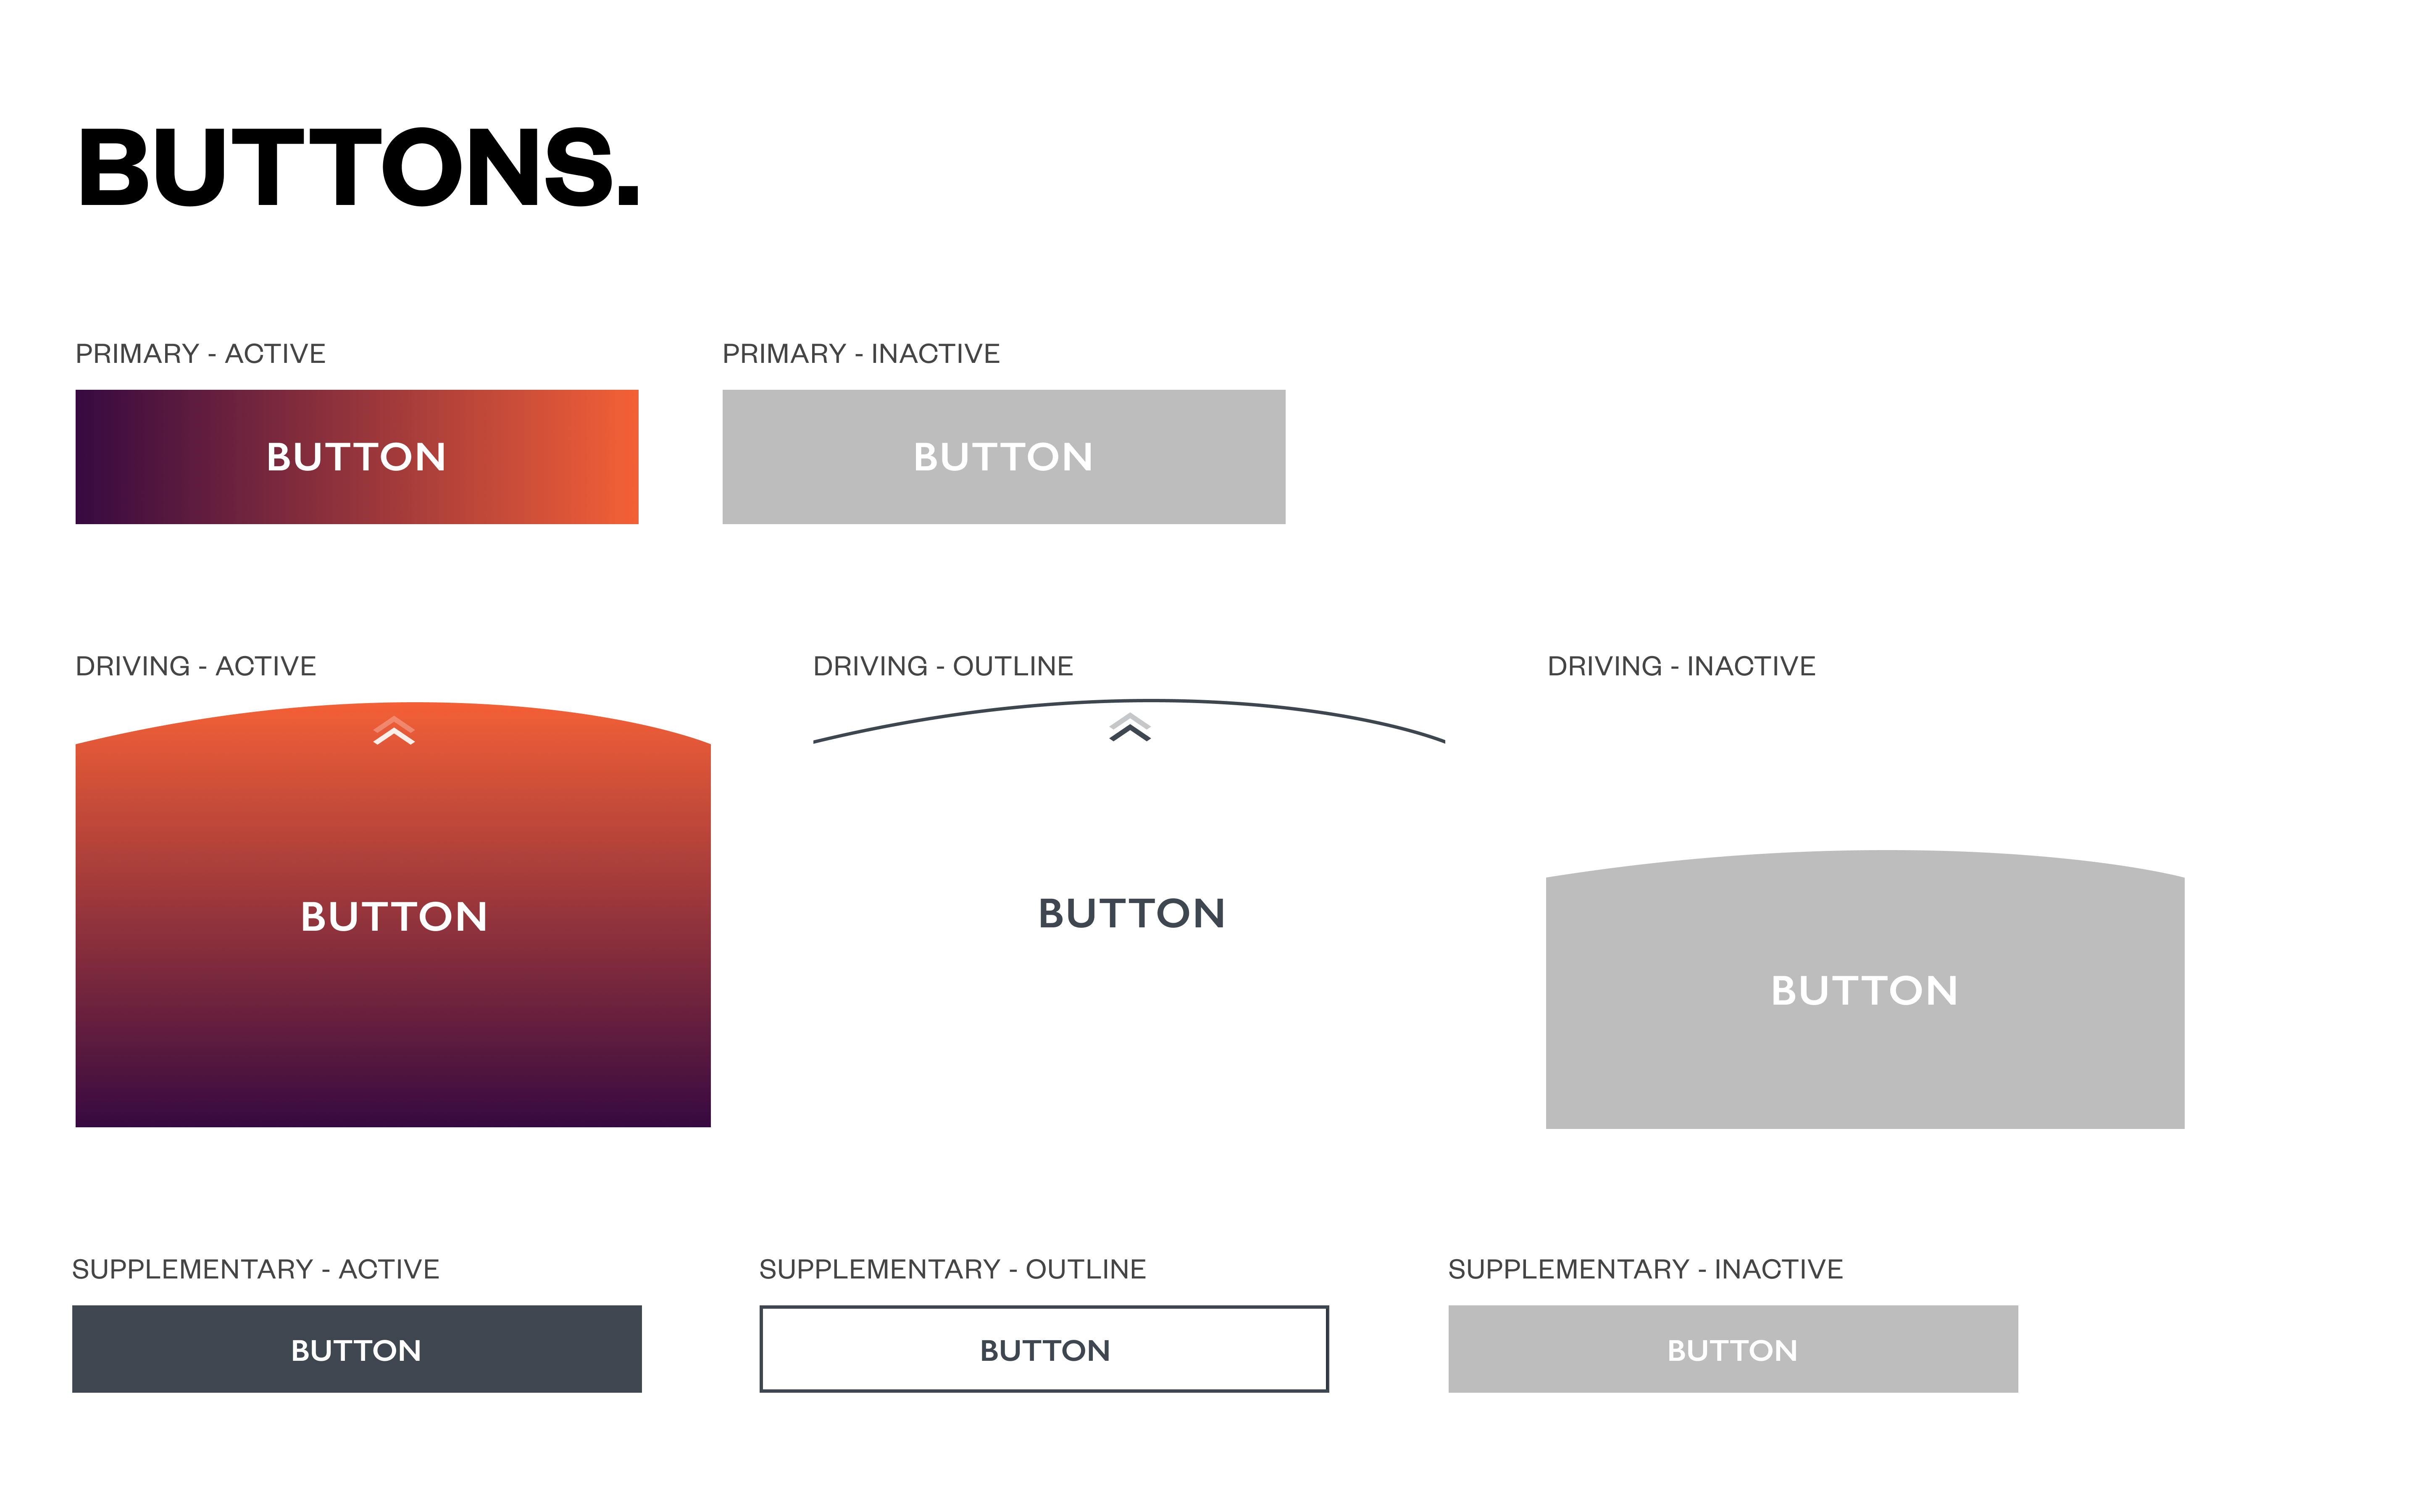 BUTTONS.
PRIMARY - ACTIVE
PRIMARY - INACTIVE
BUTTON
BUTTON
DRIVING - ACTIVE
DRIVING - OUTLINE
DRIVING - INACTIVE
BUTTON
BUTTON
BUTTON
SUPPLEMENTARY - ACTIVE
SUPPLEMENTARY - OUTLINE
SUPPLEMENTARY - INACTIVE
BUTTON
BUTTON
BUTTON